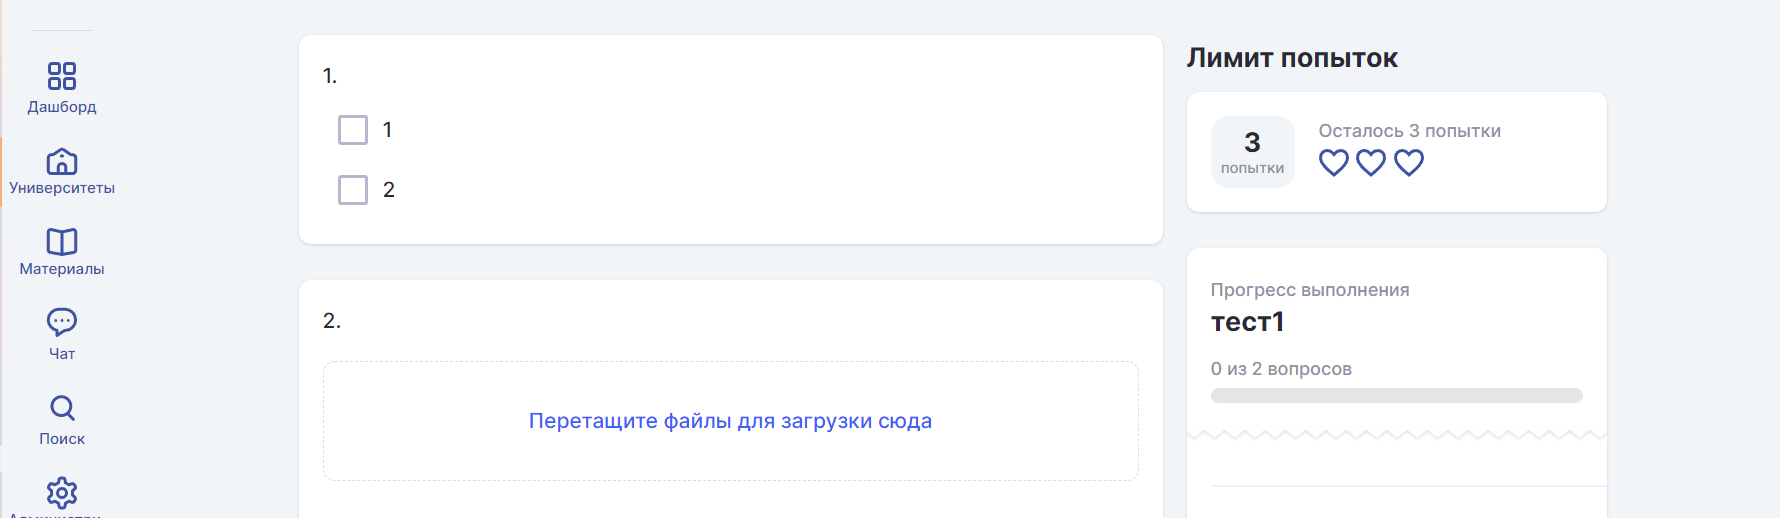 Дашборд
Университеты
Материалы
Чат
Поиск
1.
1
2
2.
Перетащите файлы для загрузки сюда
Лимит попыток
3
попытки
Осталось 3 попытки
Прогресс выполнения
тест1
0 из 2 вопросов